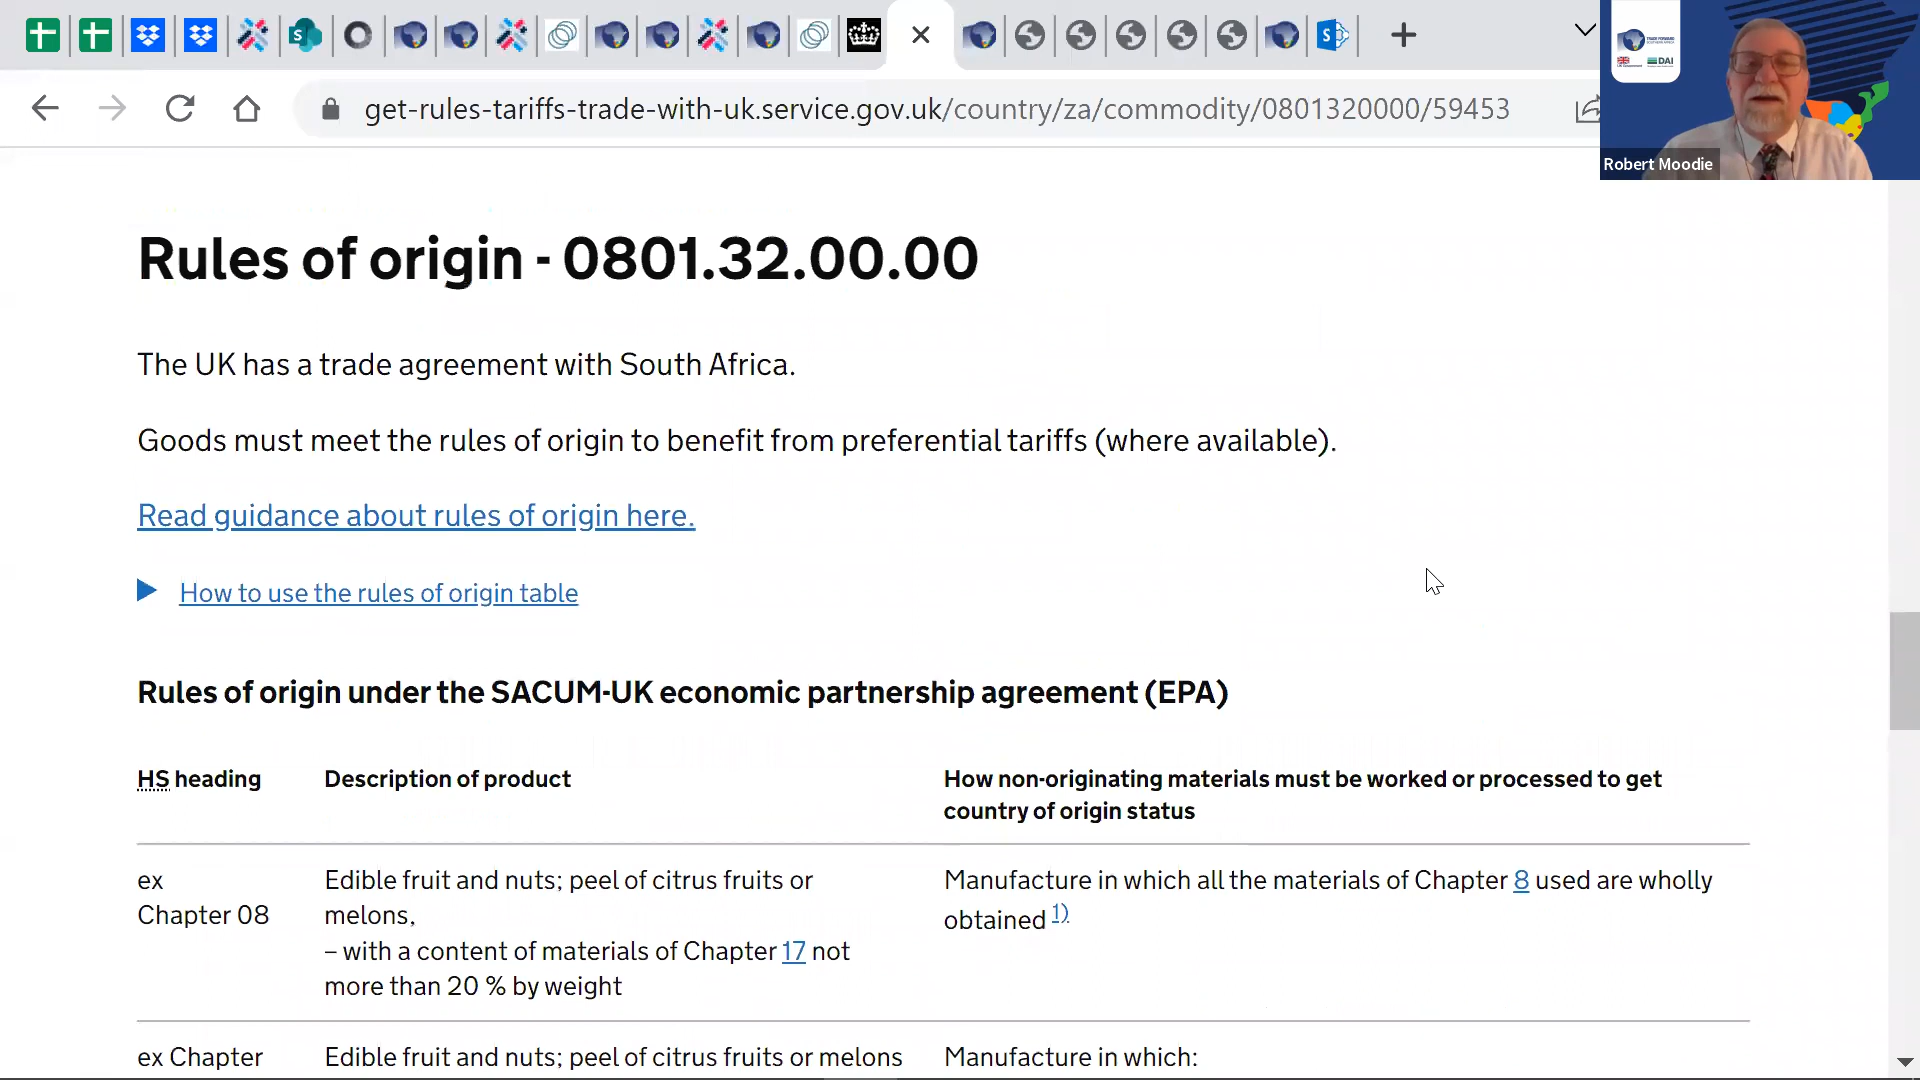 get-rules-tariffs-trade-with-uk.service.gov.uk/country/za/commodity/0801320000/59453
DAI
Robert Moodie
Rules of origin - 0801.32.00.00
The UK has a trade agreement with South Africa.
Goods must meet the rules of origin to benefit from preferential tariffs (where available).
Read guidance about rules of origin here.
How to use the rules of origin table
Rules of origin under the SACUM-UK economic partnership agreement (EPA)
HS heading
Description of product
How non-originating materials must be worked or processed to get
country of origin status
ex
Chapter 08
Edible fruit and nuts; peel of citrus fruits or
melons,
– with a content of materials of Chapter 17 not
more than 20 % by weight
Manufacture in which all the materials of Chapter 8 used are wholly
obtained 1)
ex Chapter
Edible fruit and nuts; peel of citrus fruits or melons
Manufacture in which: